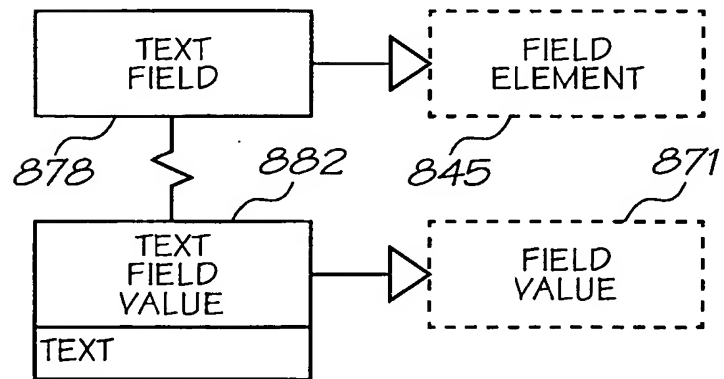 TEXT
FIELD
FIELD
ELEMENT
878
882
845
871
TEXT
FIELD
VALUE
FIELD
VALUE
TEXT